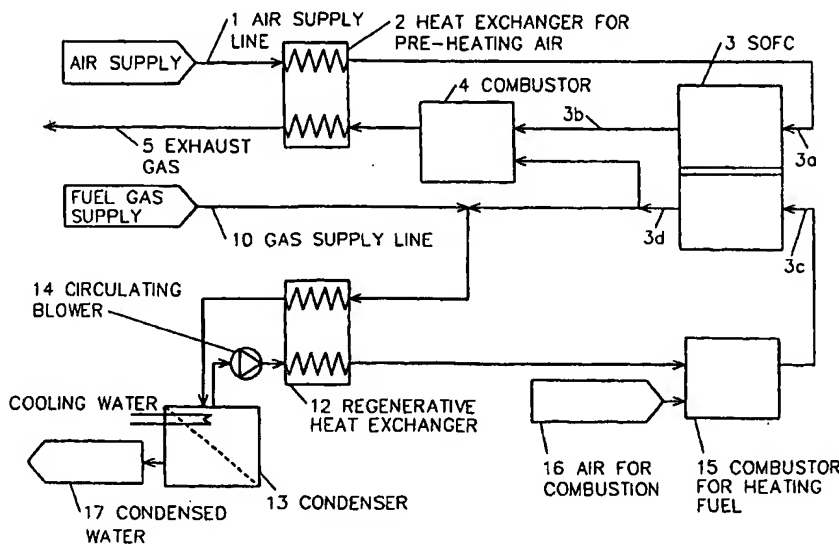 1 AIR SUPPLY
LINE
2 HEAT EXCHANGER FOR
PRE-HEATING AIR
3 SOFC
AIR SUPPLY
4 COMBUSTOR
3b
3a
5 EXHAUST
GAS
FUEL GAS
SUPPLY
3d
3c
10 GAS SUPPLY LINE
14 CIRCULATING
BLOWER
COOLING WATER
12 REGENERATIVE
HEAT EXCHANGER
16 AIR FOR
COMBUSTION
15 COMBUSTOR
FOR HEATING
FUEL
13 CONDENSER
17 CONDENSED
WATER